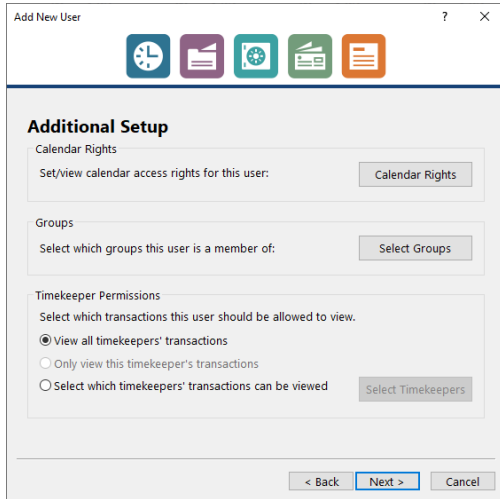 Add New User
?
X
Additional Setup
Calendar Rights
Set/view calendar access rights for this user:
Calendar Rights
Groups
Select which groups this user is a member of:
Select Groups
Timekeeper Permissions
Select which transactions this user should be allowed to view.
View all timekeepers' transactions
Only view this timekeeper's transactions
Select which timekeepers' transactions can be viewed
Select Timekeepers
< Back
Next >
Cancel